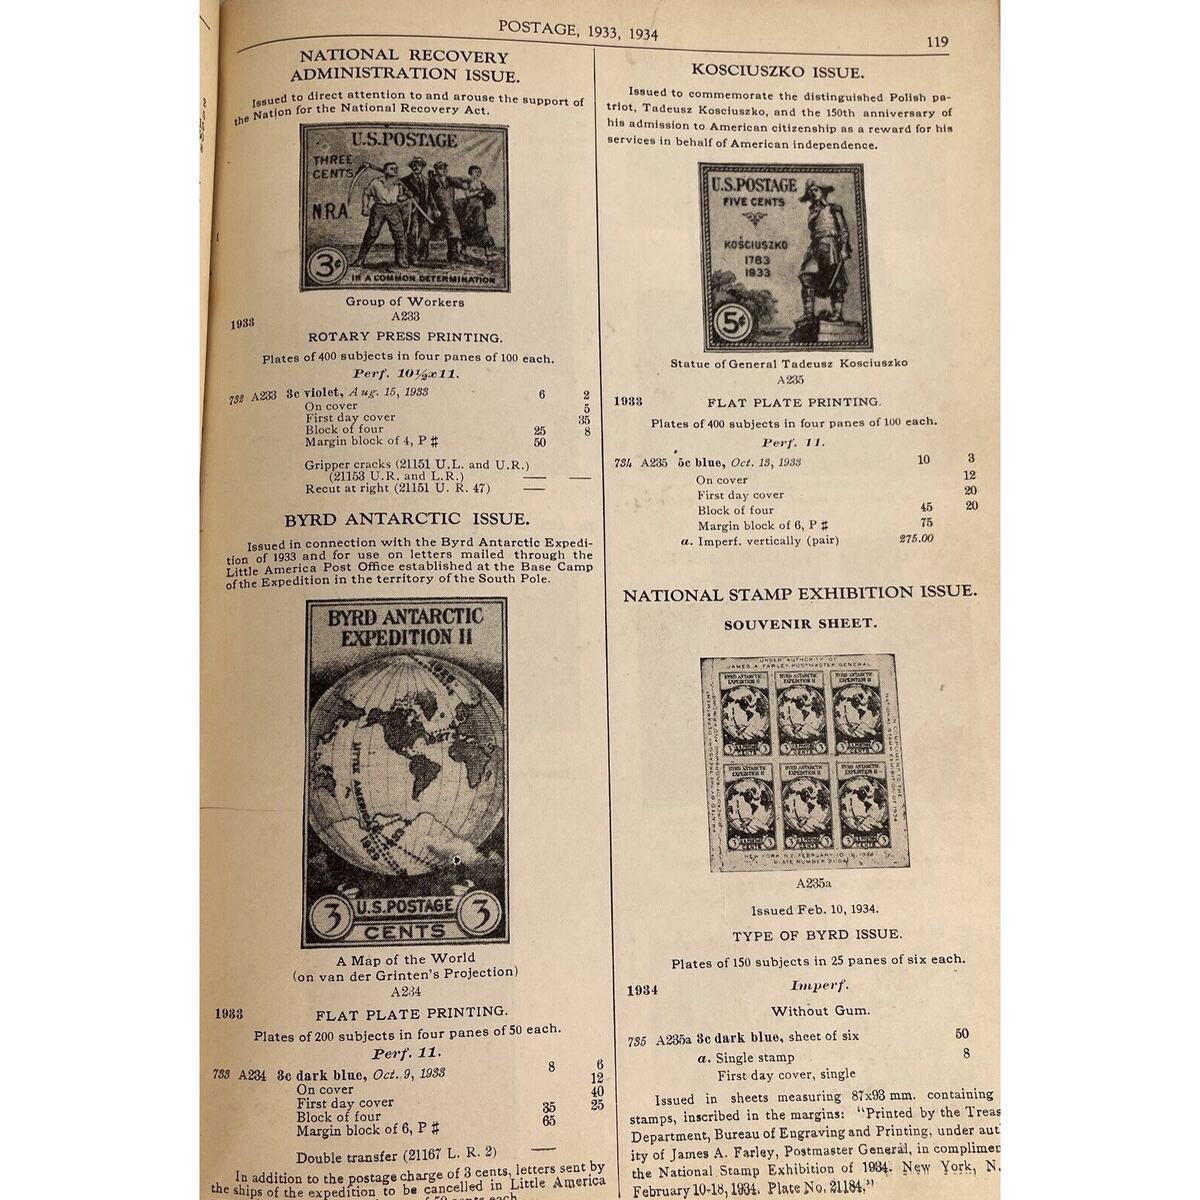 POSTAGE, 1933, 1934
119
NATIONAL RECOVERY
ADMINISTRATION ISSUE.
Issued to direct attention to and arouse the support of
the Nation for the National Recovery Act.
U.S. POSTAGE
THREE
CENTS
N.R.A.
3¢
IN A COMMON DETERMINATION
Group of Workers
A233
1933
ROTARY PRESS PRINTING.
Plates of 400 subjects in four panes of 100 each.
Perf. 10½x11.
732 A233 3c violet, Aug. 15, 1933 6 2
On cover 5
First day cover 35
Block of four 25 8
Margin block of 4, P # 50
Gripper cracks (21151 U.L. and U.R.)
(21153 U.R. and L.R.) — —
Recut at right (21151 U. R. 47) —
BYRD ANTARCTIC ISSUE.
Issued in connection with the Byrd Antarctic Expedi-
tion of 1933 and for use on letters mailed through the
Little America Post Office established at the Base Camp
of the Expedition in the territory of the South Pole.
BYRD ANTARCTIC
EXPEDITION II
LITTLE AMERICA
U.S. POSTAGE
3 3
CENTS
A Map of the World
(on van der Grinten's Projection)
A234
1933
FLAT PLATE PRINTING.
Plates of 200 subjects in four panes of 50 each.
Perf. 11.
733 A234 3c dark blue, Oct. 9, 1933 8 6
On cover 12
First day cover 40
Block of four 35 25
Margin block of 6, P # 65
Double transfer (21167 L. R. 2) —
In addition to the postage charge of 3 cents, letters sent by
the ships of the expedition to be cancelled in Little America
of 50 cents each
KOSCIUSZKO ISSUE.
Issued to commemorate the distinguished Polish pa-
triot, Tadeusz Kosciuszko, and the 150th anniversary of
his admission to American citizenship as a reward for his
services in behalf of American independence.
U.S. POSTAGE
FIVE CENTS
KOŚCIUSZKO
1783
1933
5¢
Statue of General Tadeusz Kosciuszko
A235
1933
FLAT PLATE PRINTING.
Plates of 400 subjects in four panes of 100 each.
Perf. 11.
734 A235 5c blue, Oct. 13, 1933 10 3
On cover 12
First day cover 20
Block of four 45 20
Margin block of 6, P # 75
a. Imperf. vertically (pair) 275.00
NATIONAL STAMP EXHIBITION ISSUE.
SOUVENIR SHEET.
UNDER AUTHORITY OF
JAMES A. FARLEY, POSTMASTER GENERAL
A235a
Issued Feb. 10, 1934.
TYPE OF BYRD ISSUE.
Plates of 150 subjects in 25 panes of six each.
1934
Imperf.
Without Gum.
735 A235a 3c dark blue, sheet of six 50
a. Single stamp 8
First day cover, single
Issued in sheets measuring 87x93 mm. containing
stamps, inscribed in the margins: "Printed by the Treas
Department, Bureau of Engraving and Printing, under aut
ity of James A. Farley, Postmaster General, in complimen
the National Stamp Exhibition of 1934. New York, N.
February 10-18, 1934. Plate No. 21184."